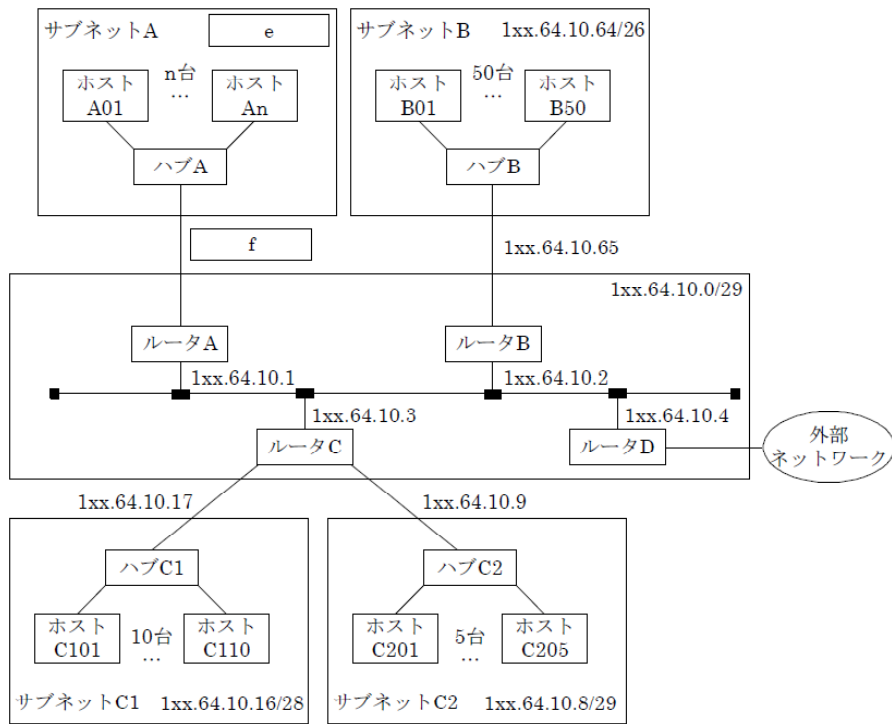 サブネットA
e
サブネットB 1xx.64.10.64/26
ホスト
A01
n台
…
ホスト
An
ホスト
B01
50台
…
ホスト
B50
ハブA
ハブB
f
1xx.64.10.65
1xx.64.10.0/29
ルータA
ルータB
1xx.64.10.1
1xx.64.10.2
1xx.64.10.3
1xx.64.10.4
ルータC
ルータD
外部
ネットワーク
1xx.64.10.17
1xx.64.10.9
ハブC1
ハブC2
ホスト
C101
10台
…
ホスト
C110
ホスト
C201
5台
…
ホスト
C205
サブネットC1 1xx.64.10.16/28
サブネットC2 1xx.64.10.8/29